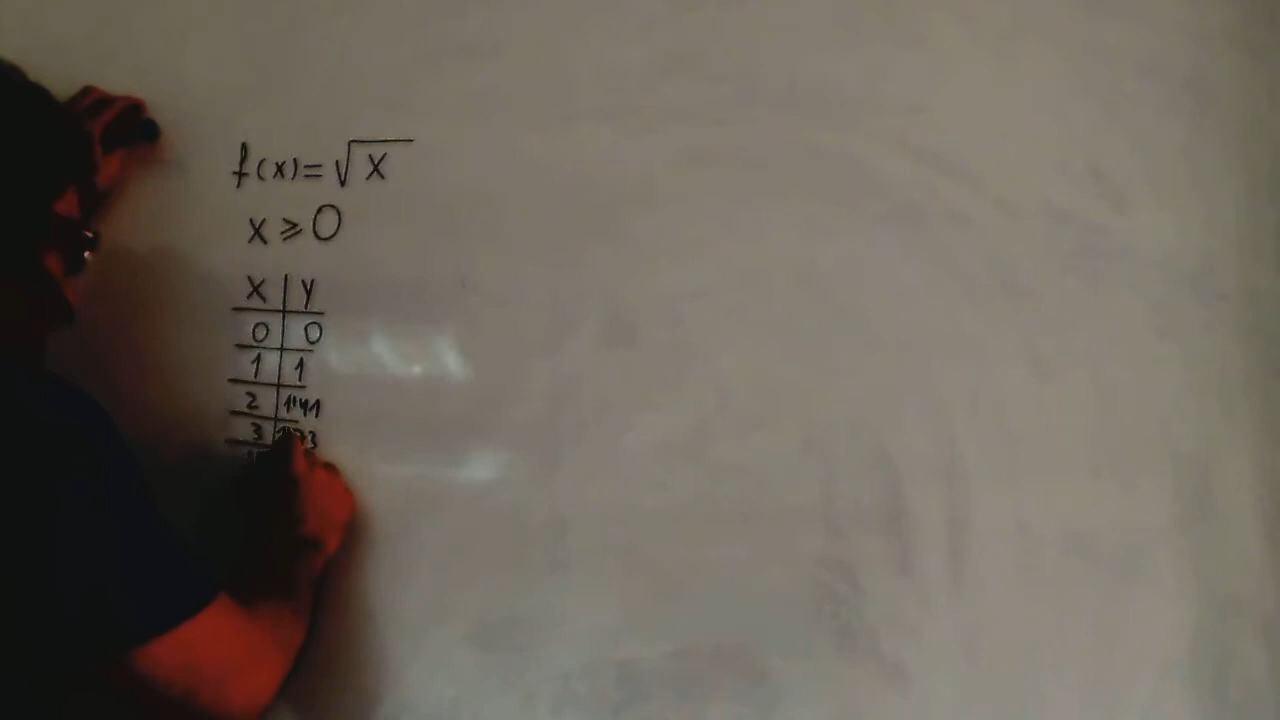 f(x)=√x
x ⩾ 0
x y
0 0
1 1
2 1'41
3